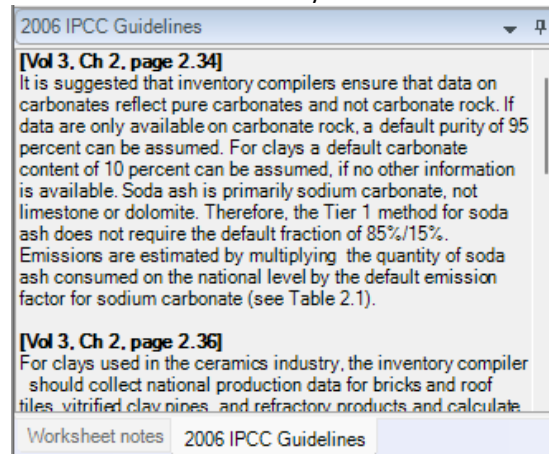 2006 IPCC Guidelines
[Vol 3, Ch 2, page 2.34]
It is suggested that inventory compilers ensure that data on
carbonates reflect pure carbonates and not carbonate rock. If
data are only available on carbonate rock, a default purity of 95
percent can be assumed. For clays a default carbonate
content of 10 percent can be assumed, if no other information
is available. Soda ash is primarily sodium carbonate, not
limestone or dolomite. Therefore, the Tier 1 method for soda
ash does not require the default fraction of 85%/15%.
Emissions are estimated by multiplying the quantity of soda
ash consumed on the national level by the default emission
factor for sodium carbonate (see Table 2.1).
[Vol 3, Ch 2, page 2.36]
For clays used in the ceramics industry, the inventory compiler
should collect national production data for bricks and roof
tiles, vitrified clay pipes, and refractory products and calculate
Worksheet notes
2006 IPCC Guidelines